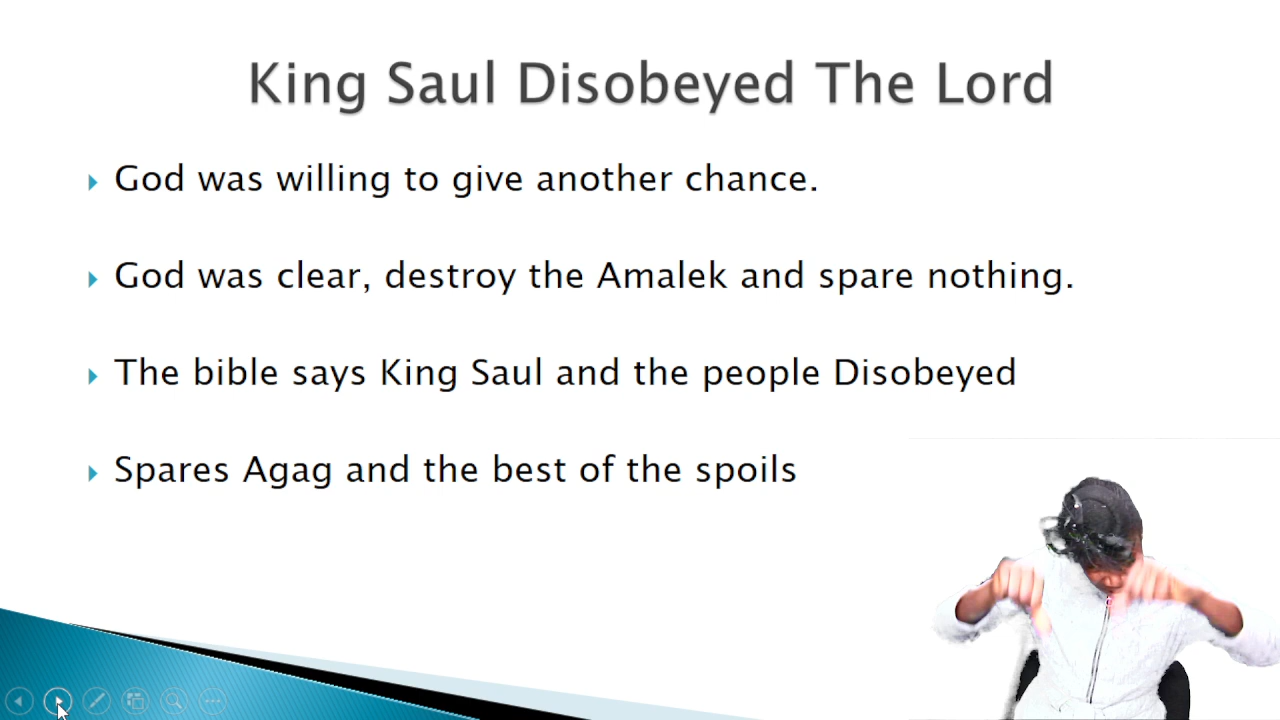 King Saul Disobeyed The Lord
God was willing to give another chance.
God was clear, destroy the Amalek and spare nothing.
The bible says King Saul and the people Disobeyed
Spares Agag and the best of the spoils